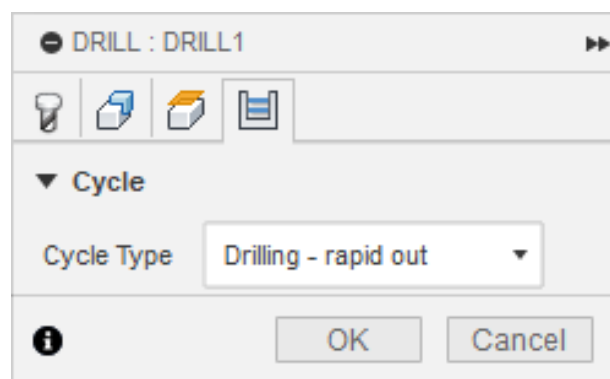 DRILL : DRILL1
Cycle
Cycle Type Drilling - rapid out
OK Cancel